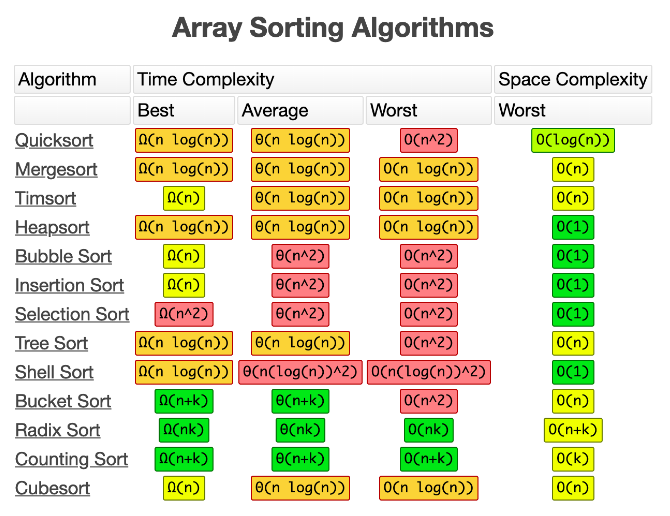 Array Sorting Algorithms
Algorithm Time Complexity Space Complexity
Best Average Worst Worst
Quicksort Ω(n log(n)) θ(n log(n)) O(n^2) O(log(n))
Mergesort Ω(n log(n)) θ(n log(n)) O(n log(n)) O(n)
Timsort Ω(n) θ(n log(n)) O(n log(n)) O(n)
Heapsort Ω(n log(n)) θ(n log(n)) O(n log(n)) O(1)
Bubble Sort Ω(n) θ(n^2) O(n^2) O(1)
Insertion Sort Ω(n) θ(n^2) O(n^2) O(1)
Selection Sort Ω(n^2) θ(n^2) O(n^2) O(1)
Tree Sort Ω(n log(n)) θ(n log(n)) O(n^2) O(n)
Shell Sort Ω(n log(n)) θ(n(log(n))^2) O(n(log(n))^2) O(1)
Bucket Sort Ω(n+k) θ(n+k) O(n^2) O(n)
Radix Sort Ω(nk) θ(nk) O(nk) O(n+k)
Counting Sort Ω(n+k) θ(n+k) O(n+k) O(k)
Cubesort Ω(n) θ(n log(n)) O(n log(n)) O(n)